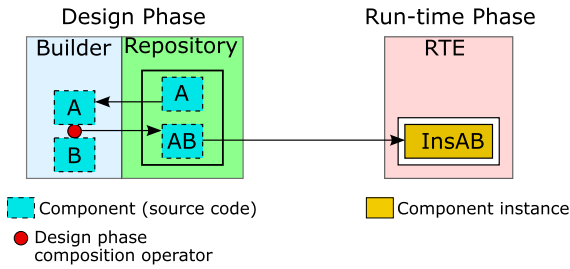 Design Phase
Run-time Phase
Builder
Repository
RTE
A
A
AB
B
InsAB
Component (source code)
Component instance
Design phase
composition operator